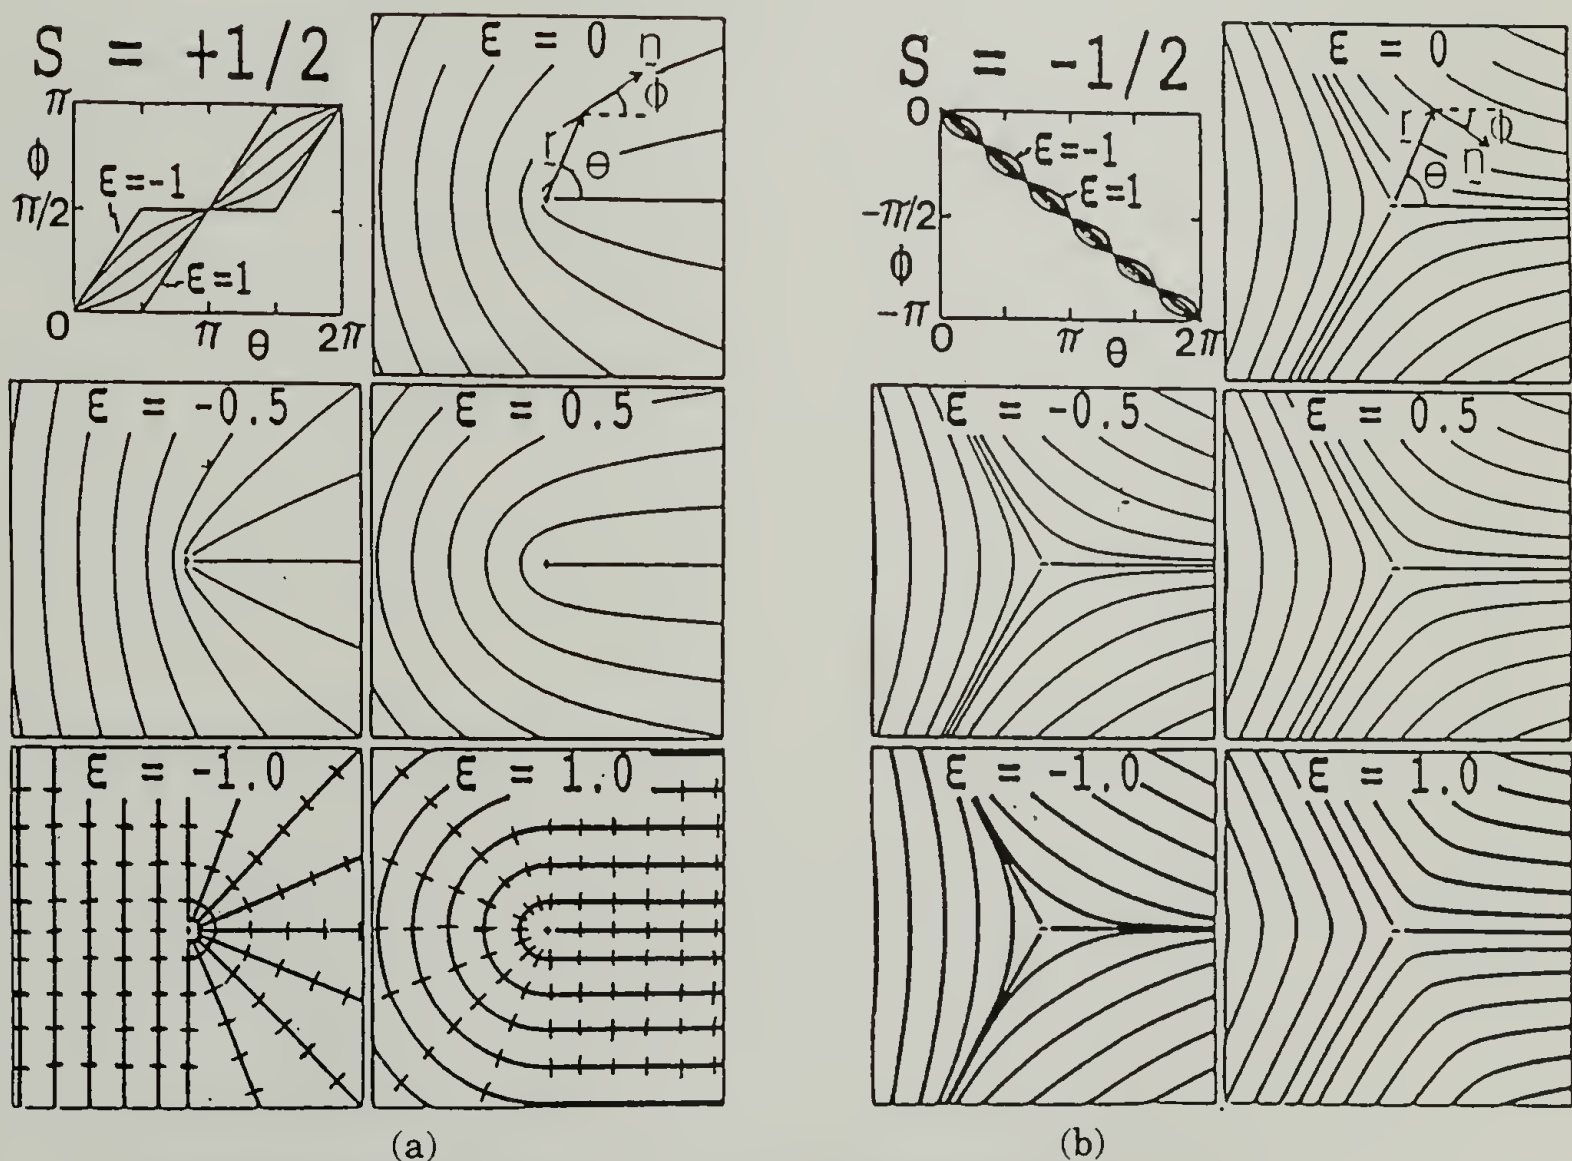 S = +1/2
π
ϕ
π/2
0
ε=-1
ε=1
π
θ
2π
ε = 0
n
ϕ
r
θ
ε = -0.5
ε = 0.5
ε = -1.0
ε = 1.0
(a)
S = -1/2
0
-π/2
ϕ
-π
ε=-1
ε=1
0
π
θ
2π
ε = 0
r
ϕ
θ
n
ε = -0.5
ε = 0.5
ε = -1.0
ε = 1.0
(b)